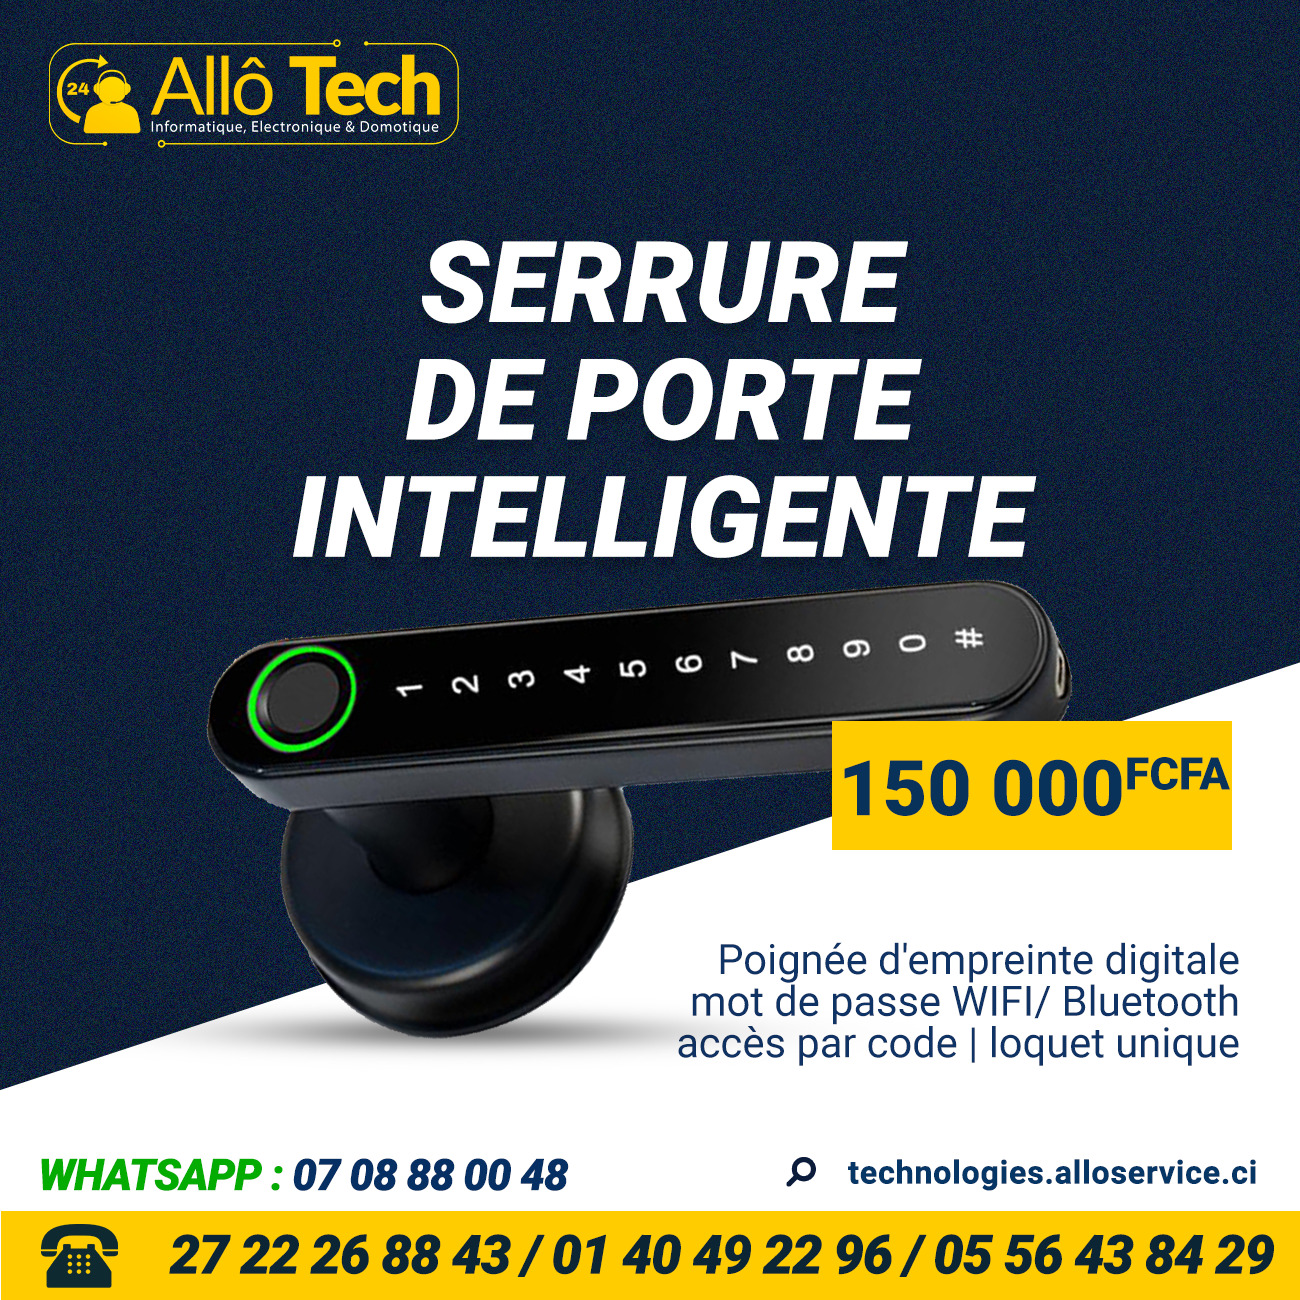 24
Allô Tech
Informatique, Electronique & Domotique
SERRURE
DE PORTE
INTELLIGENTE
1 2 3 4 5 6 7 8 9 0 #
150 000 FCFA
Poignée d'empreinte digitale
mot de passe WIFI/ Bluetooth
accès par code | loquet unique
WHATSAPP : 07 08 88 00 48
technologies.alloservice.ci
27 22 26 88 43 / 01 40 49 22 96 / 05 56 43 84 29